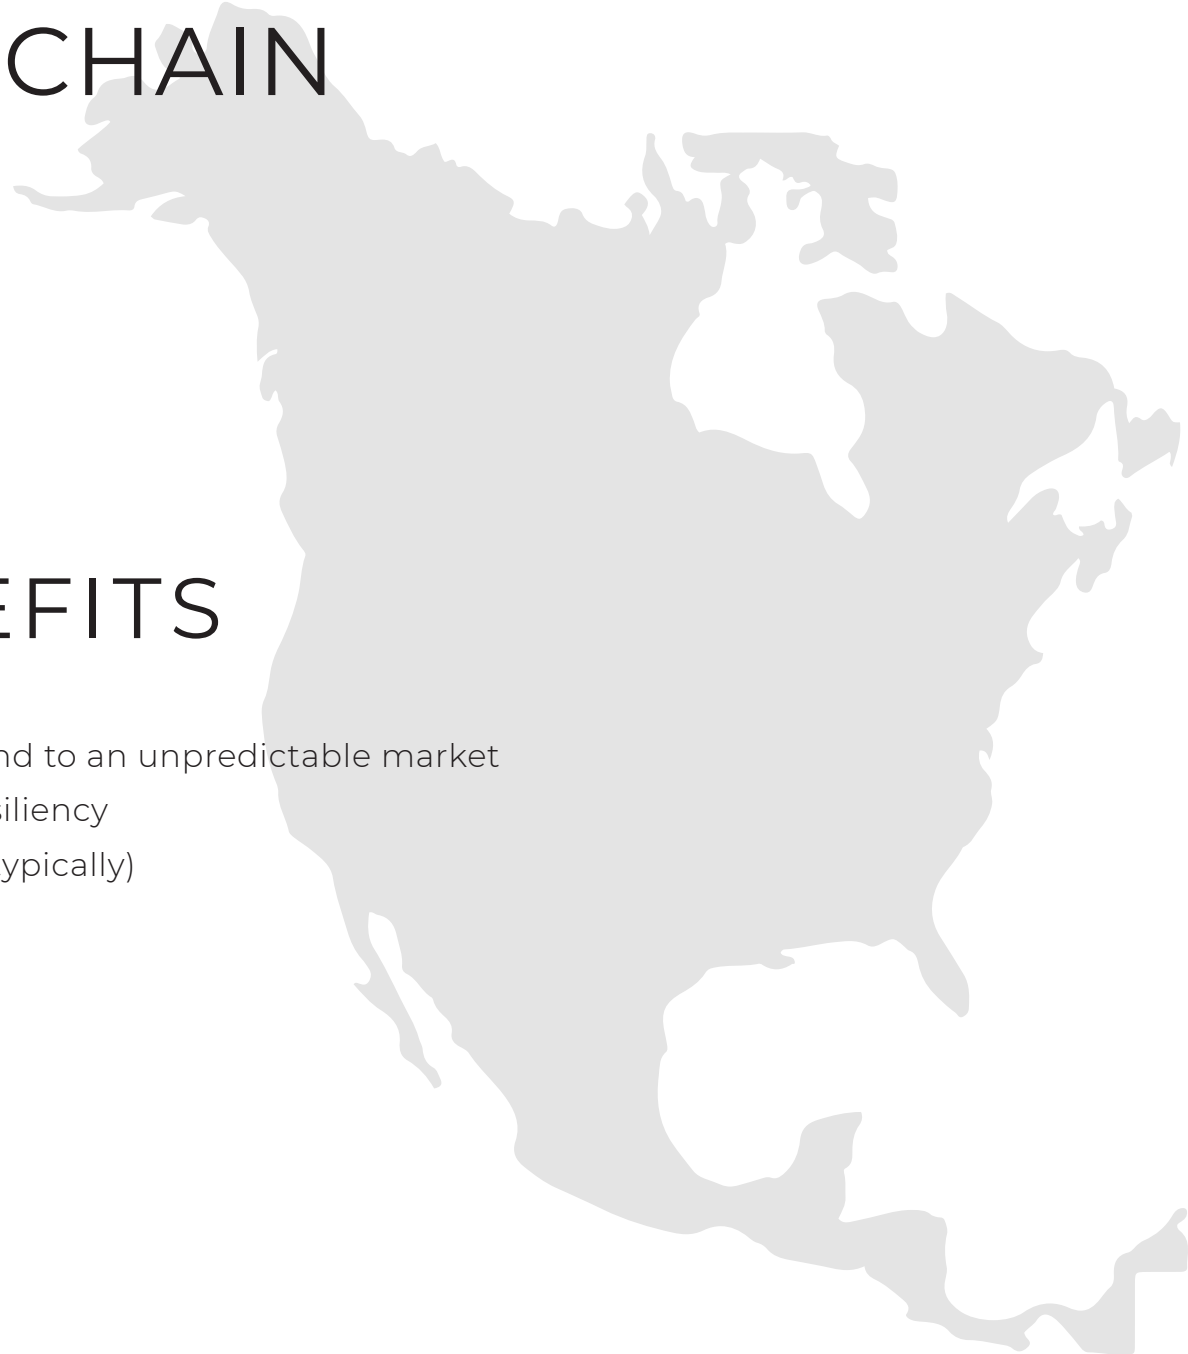 CHAIN
EFITS
nd to an unpredictable market
siliency
ypically)